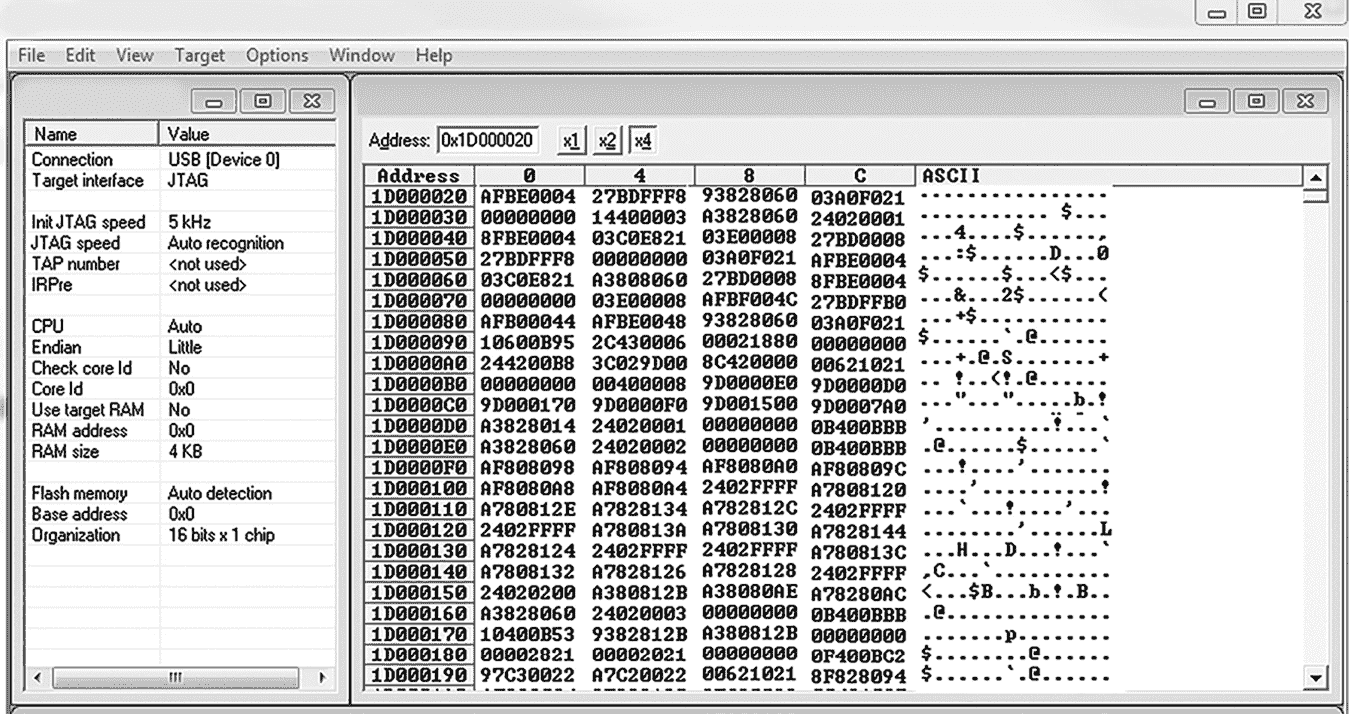 File Edit View Target Options Window Help
Name Value
Connection USB [Device 0]
Target interface JTAG
Init JTAG speed 5 kHz
JTAG speed Auto recognition
TAP number <not used>
IRPre <not used>
CPU Auto
Endian Little
Check core Id No
Core Id 0x0
Use target RAM No
RAM address 0x0
RAM size 4 KB
Flash memory Auto detection
Base address 0x0
Organization 16 bits x 1 chip
Address: 0x1D000020 x1 x2 x4
Address 0 4 8 C ASCII
1D000020 AFBE0004 27BDFFF8 93828060 03A0F021 ................
1D000030 00000000 14400003 A3828060 24020001 ............ $...
1D000040 8FBE0004 03C0E821 03E00008 27BD0008 ...4....$.......,
1D000050 27BDFFF8 00000000 03A0F021 AFBE0004 ...:$.......D...0
1D000060 03C0E821 A3808060 27BD0008 8FBE0004 $......$...<$...
1D000070 00000000 03E00008 AFBF004C 27BDFFB0 ...&...2$......<
1D000080 AFB00044 AFBE0048 93828060 03A0F021 ...+$...........
1D000090 10600B95 2C430006 00021880 00000000 $......`.@......
1D0000A0 244200B8 3C029D00 8C420000 00621021 ...+.@.S.......+
1D0000B0 00000000 00400008 9D0000E0 9D0000D0 .. !..<!.@......
1D0000C0 9D000170 9D0000F0 9D001500 9D0007A0 ..."...".....b.!
1D0000D0 A3828014 24020001 00000000 0B400BBB '...........!...`
1D0000E0 A3828060 24020002 00000000 0B400BBB .@......$......`
1D0000F0 AF808098 AF808094 AF8080A0 AF80809C ...!....'.......
1D000100 AF8080A8 AF8080A4 2402FFFF A7808120 ....'..........!
1D000110 A780812E A7828134 A782812C 2402FFFF ...`...!....'...
1D000120 2402FFFF A780813A A7808130 A7828144 ........'......L
1D000130 A7828124 2402FFFF 2402FFFF A780813C ...H...D...!...`
1D000140 A7808132 A7828126 A7828128 2402FFFF ,C...`..........
1D000150 24020200 A380812B A38080AE A78280AC <...$B...b.!.B..
1D000160 A3828060 24020003 00000000 0B400BBB .@..............
1D000170 10400B53 9382812B A380812B 00000000 .......p........
1D000180 00002821 00002021 00000000 0F400BC2 $........@......
1D000190 97C30022 A7C20022 00621021 8F828094 $......`.@......